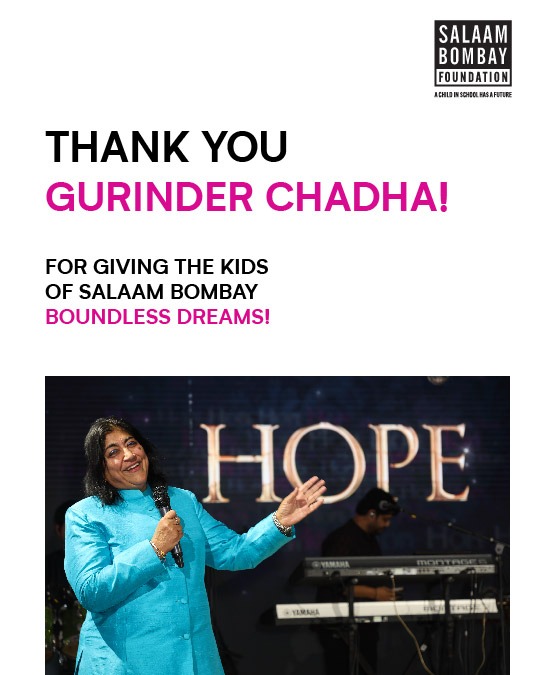 SALAAM
BOMBAY
FOUNDATION
A CHILD IN SCHOOL HAS A FUTURE
THANK YOU
GURINDER CHADHA!
FOR GIVING THE KIDS
OF SALAAM BOMBAY
BOUNDLESS DREAMS!
HOPE
YAMAHA MONTAGE6
YAMAHA MONTAGE